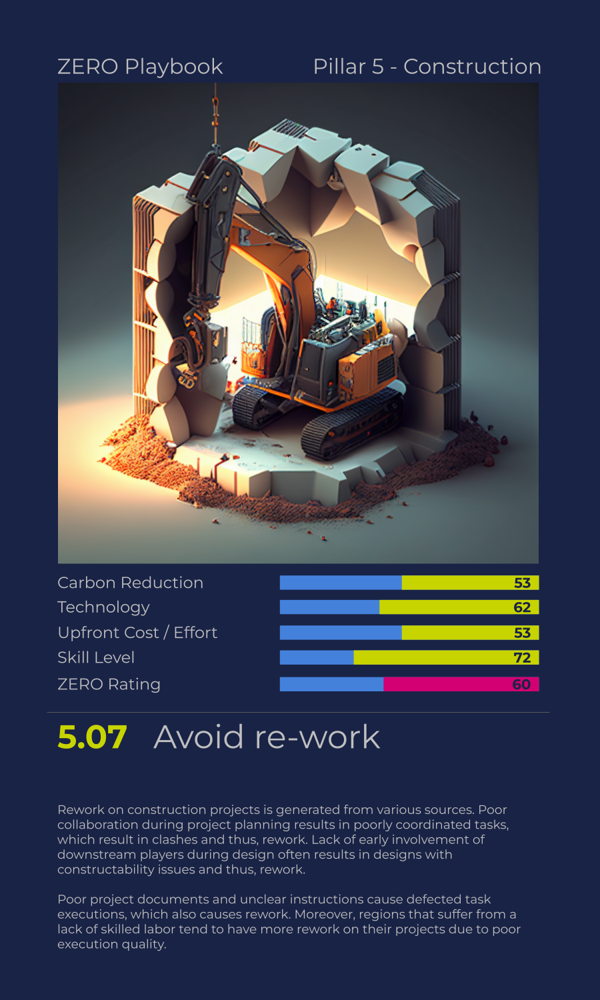 ZERO Playbook Pillar 5 - Construction
Carbon Reduction 53
Technology 62
Upfront Cost / Effort 53
Skill Level 72
ZERO Rating 60
5.07 Avoid re-work
Rework on construction projects is generated from various sources. Poor
collaboration during project planning results in poorly coordinated tasks,
which result in clashes and thus, rework. Lack of early involvement of
downstream players during design often results in designs with
constructability issues and thus, rework.
Poor project documents and unclear instructions cause defected task
executions, which also causes rework. Moreover, regions that suffer from a
lack of skilled labor tend to have more rework on their projects due to poor
execution quality.